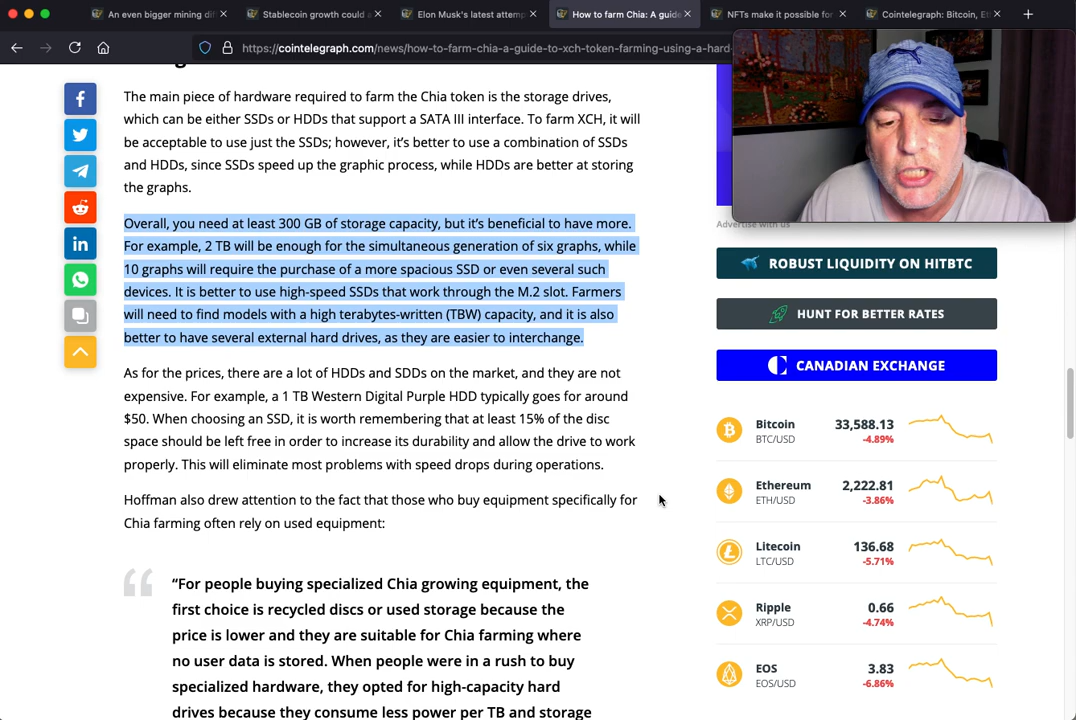 An even bigger mining di
Stablecoin growth could
Elon Musk's latest attemp
How to farm Chia: A guide
NFTs make it possible for
Cointelegraph: Bitcoin, Et
https://cointelegraph.com/news/how-to-farm-chia-a-guide-to-xch-token-farming-using-a-hard-
The main piece of hardware required to farm the Chia token is the storage drives,
which can be either SSDs or HDDs that support a SATA III interface. To farm XCH, it will
be acceptable to use just the SSDs; however, it's better to use a combination of SSDs
and HDDs, since SSDs speed up the graphic process, while HDDs are better at storing
the graphs.
Overall, you need at least 300 GB of storage capacity, but it's beneficial to have more.
For example, 2 TB will be enough for the simultaneous generation of six graphs, while
10 graphs will require the purchase of a more spacious SSD or even several such
devices. It is better to use high-speed SSDs that work through the M.2 slot. Farmers
will need to find models with a high terabytes-written (TBW) capacity, and it is also
better to have several external hard drives, as they are easier to interchange.
As for the prices, there are a lot of HDDs and SDDs on the market, and they are not
expensive. For example, a 1 TB Western Digital Purple HDD typically goes for around
$50. When choosing an SSD, it is worth remembering that at least 15% of the disc
space should be left free in order to increase its durability and allow the drive to work
properly. This will eliminate most problems with speed drops during operations.
Hoffman also drew attention to the fact that those who buy equipment specifically for
Chia farming often rely on used equipment:
“For people buying specialized Chia growing equipment, the
first choice is recycled discs or used storage because the
price is lower and they are suitable for Chia farming where
no user data is stored. When people were in a rush to buy
specialized hardware, they opted for high-capacity hard
drives because they consume less power per TB and storage
Advertise with us
ROBUST LIQUIDITY ON HITBTC
HUNT FOR BETTER RATES
CANADIAN EXCHANGE
Bitcoin 33,588.13
BTC/USD -4.89%
Ethereum 2,222.81
ETH/USD -3.86%
Litecoin 136.68
LTC/USD -5.71%
Ripple 0.66
XRP/USD -4.74%
EOS 3.83
EOS/USD -6.86%